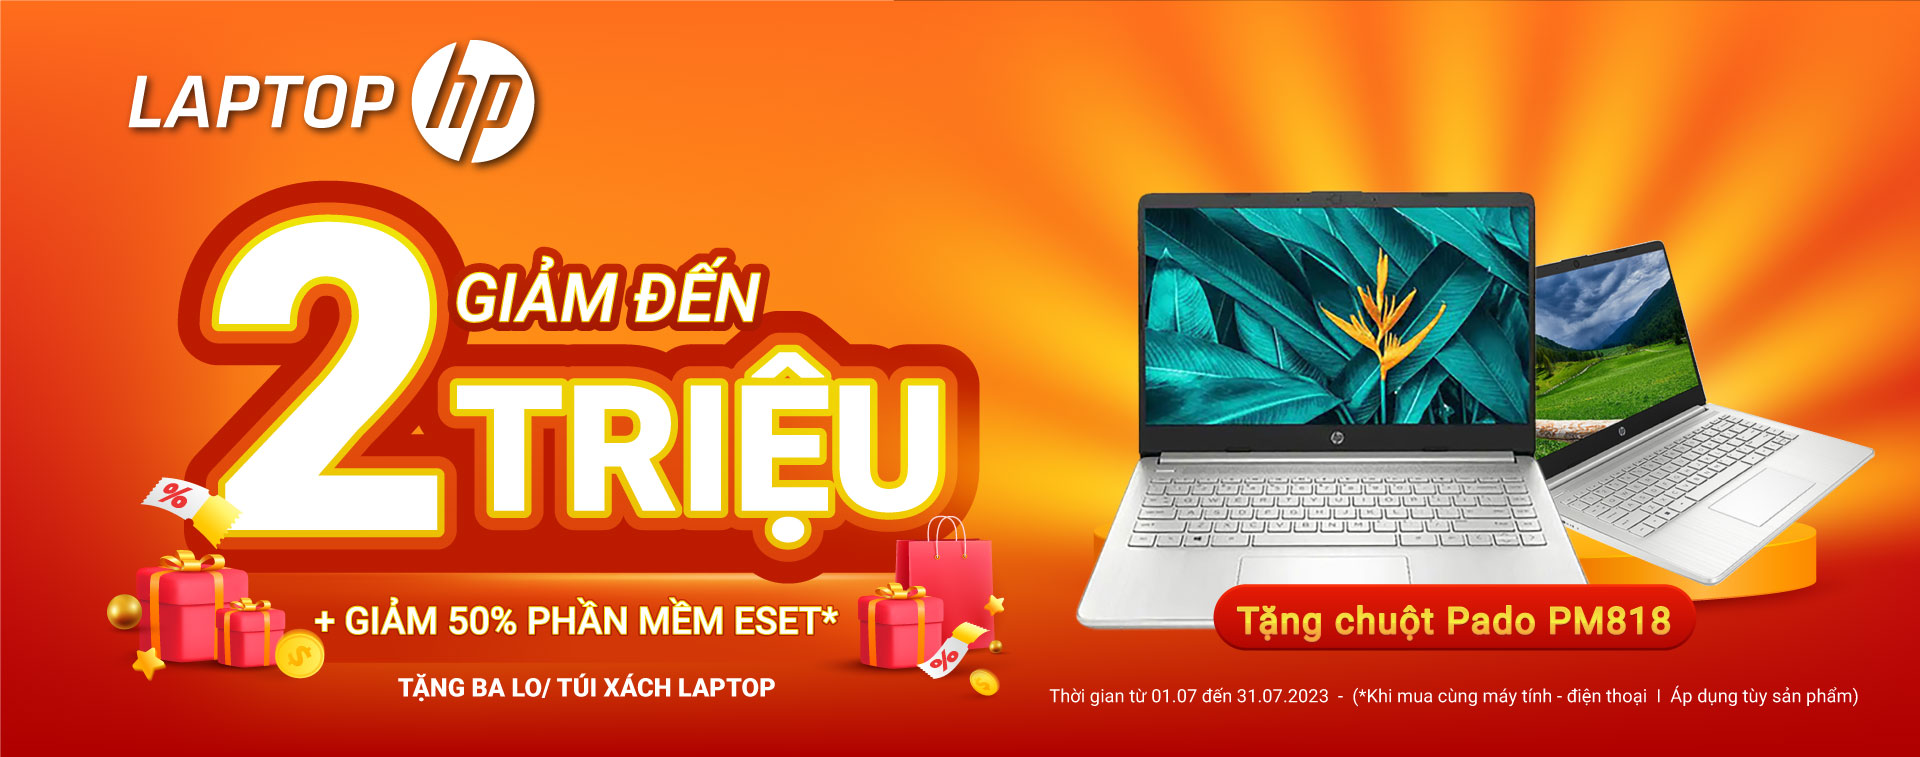 LAPTOP hp
GIẢM ĐẾN
2 TRIỆU
%
+ GIẢM 50% PHẦN MỀM ESET*
$
%
$
TẶNG BA LO/ TÚI XÁCH LAPTOP
hp
hp
Tặng chuột Pado PM818
Thời gian từ 01.07 đến 31.07.2023 - (*Khi mua cùng máy tính - điện thoại I Áp dụng tùy sản phẩm)